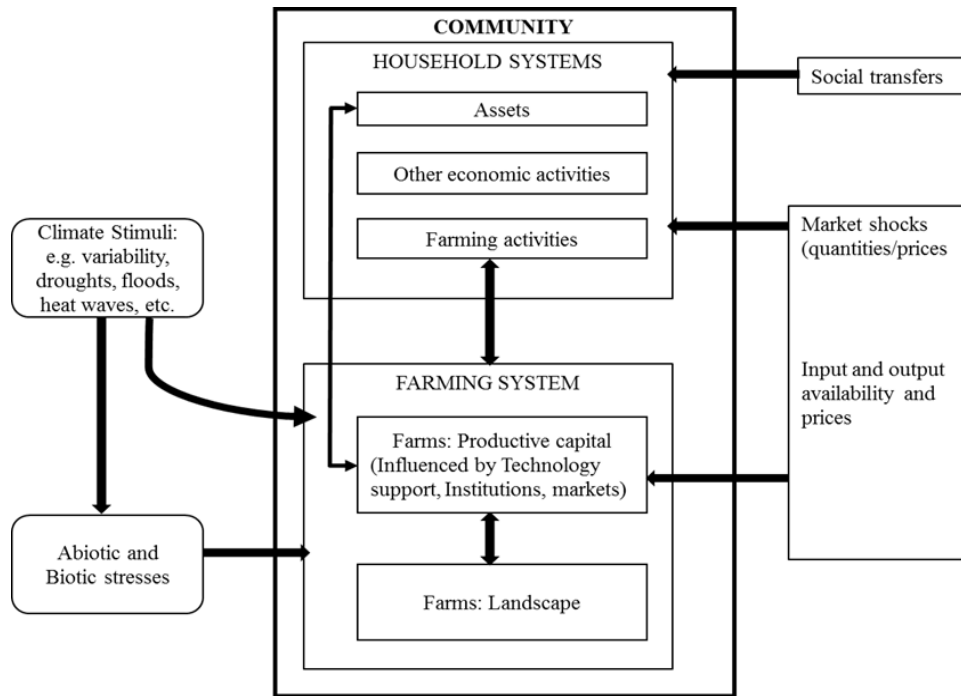 COMMUNITY
HOUSEHOLD SYSTEMS
Assets
Other economic activities
Farming activities
Social transfers
Market shocks
(quantities/prices
Input and output
availability and
prices
Climate Stimuli:
e.g. variability,
droughts, floods,
heat waves, etc.
Abiotic and
Biotic stresses
FARMING SYSTEM
Farms: Productive capital
(Influenced by Technology
support, Institutions, markets)
Farms: Landscape